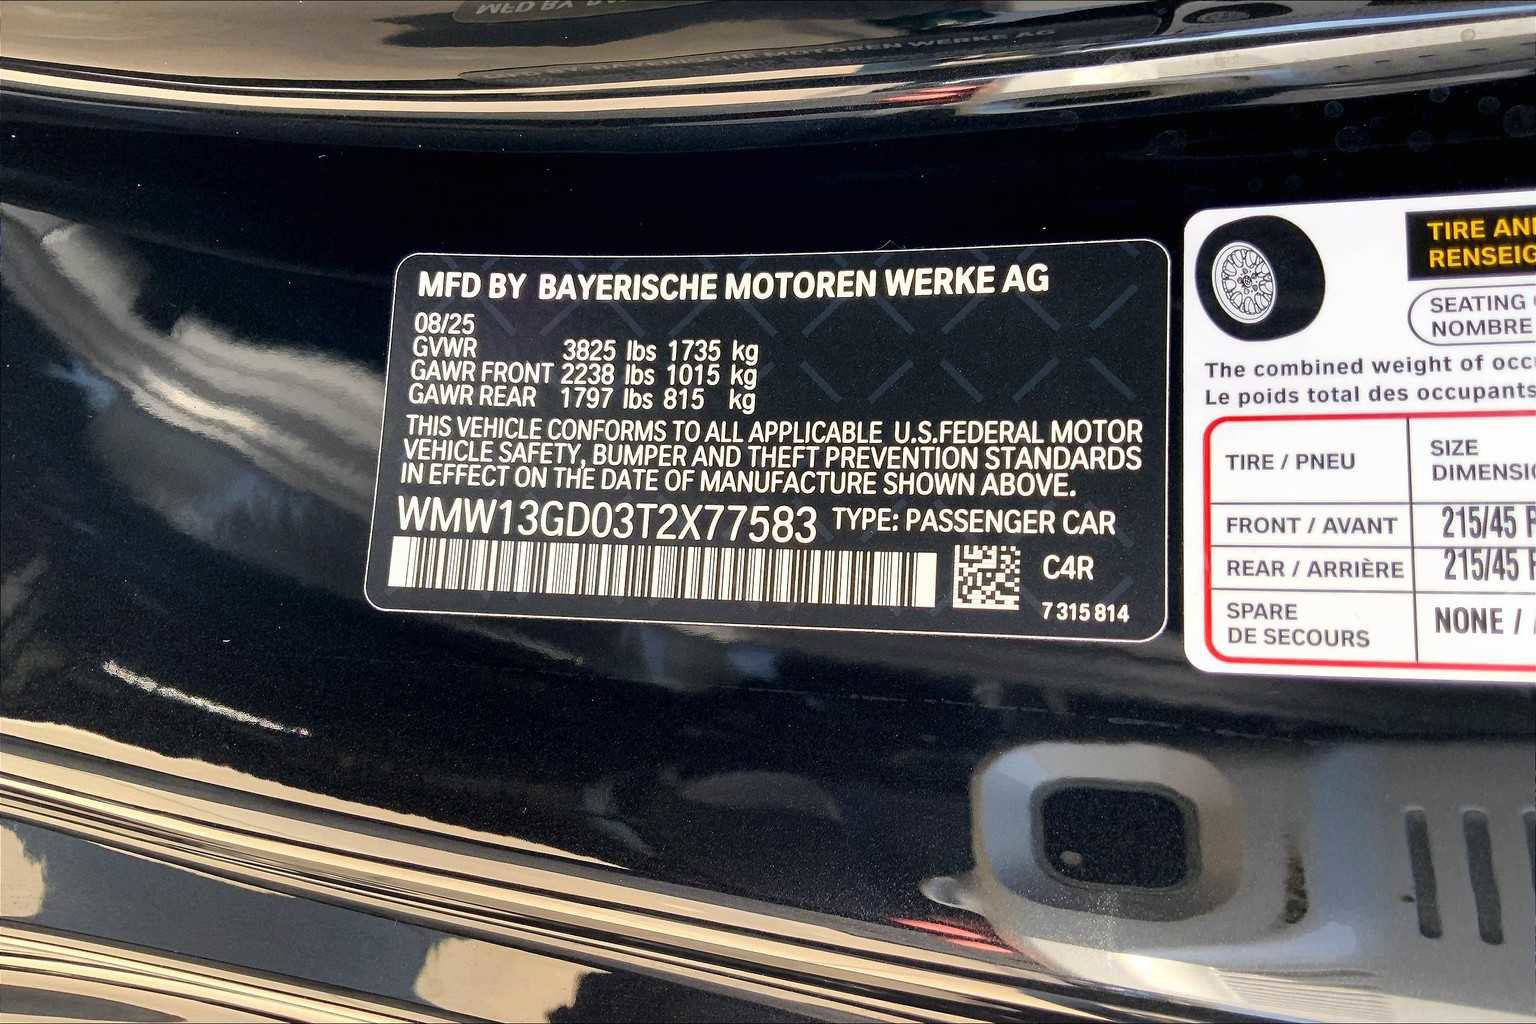 MFD BY BAYERISCHE MOTOREN WERKE AG
08/25
GVWR 3825 lbs 1735 kg
GAWR FRONT 2238 lbs 1015 kg
GAWR REAR 1797 lbs 815 kg
THIS VEHICLE CONFORMS TO ALL APPLICABLE U.S.FEDERAL MOTOR
VEHICLE SAFETY, BUMPER AND THEFT PREVENTION STANDARDS
IN EFFECT ON THE DATE OF MANUFACTURE SHOWN ABOVE.
WMW13GD03T2X77583 TYPE: PASSENGER CAR
C4R
7 315 814
TIRE
SEATING
NOMBRE
The combined weight of
Le poids total des occupants
TIRE / PNEU SIZE
FRONT / AVANT 215/45
REAR / ARRIÈRE 215/45
SPARE
DE SECOURS NONE /